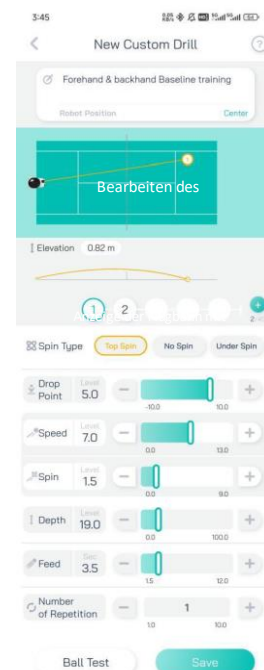 3:45
New Custom Drill
Forehand & backhand Baseline training
Robot Position Center
Bearbeiten des
Elevation 0.82 m
1 2
Spin Type Top Spin No Spin Under Spin
Drop Point Level 5.0
-10.0 10.0
Speed Level 7.0
0.0 13.0
Spin Level 1.5
0.0 9.0
Depth Level 19.0
0.0 100.0
Feed Sec 3.5
1.5 12.0
Number of Repetition 1
1.0 10.0
Ball Test Save